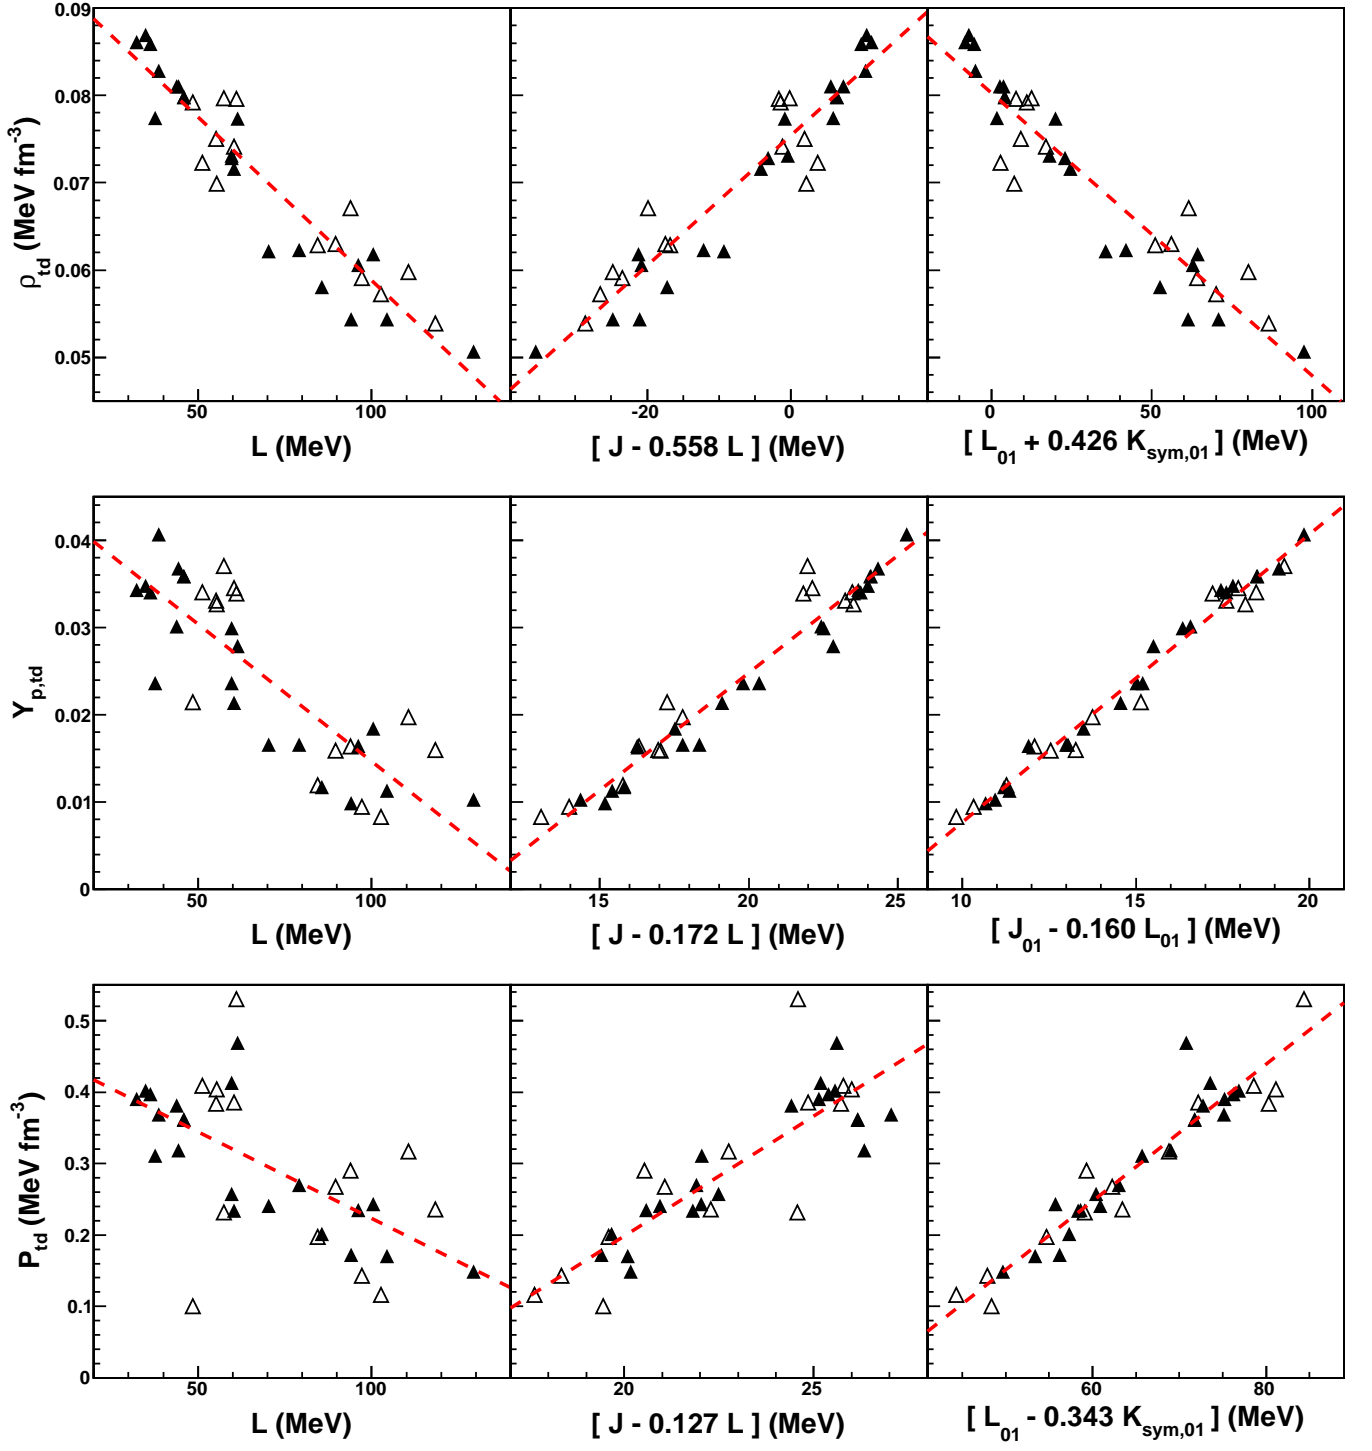 0.09
0.08
0.07
0.06
0.05
ρtd (MeV fm-3)
50 100
-20 0
0 50 100
L (MeV)
[ J - 0.558 L ] (MeV)
[ L01 + 0.426 Ksym,01 ] (MeV)
0.04
0.03
0.02
0.01
0
Yp,td
50 100
15 20 25
10 15 20
L (MeV)
[ J - 0.172 L ] (MeV)
[ J01 - 0.160 L01 ] (MeV)
0.5
0.4
0.3
0.2
0.1
0
Ptd (MeV fm-3)
50 100
20 25
60 80
L (MeV)
[ J - 0.127 L ] (MeV)
[ L01 - 0.343 Ksym,01 ] (MeV)